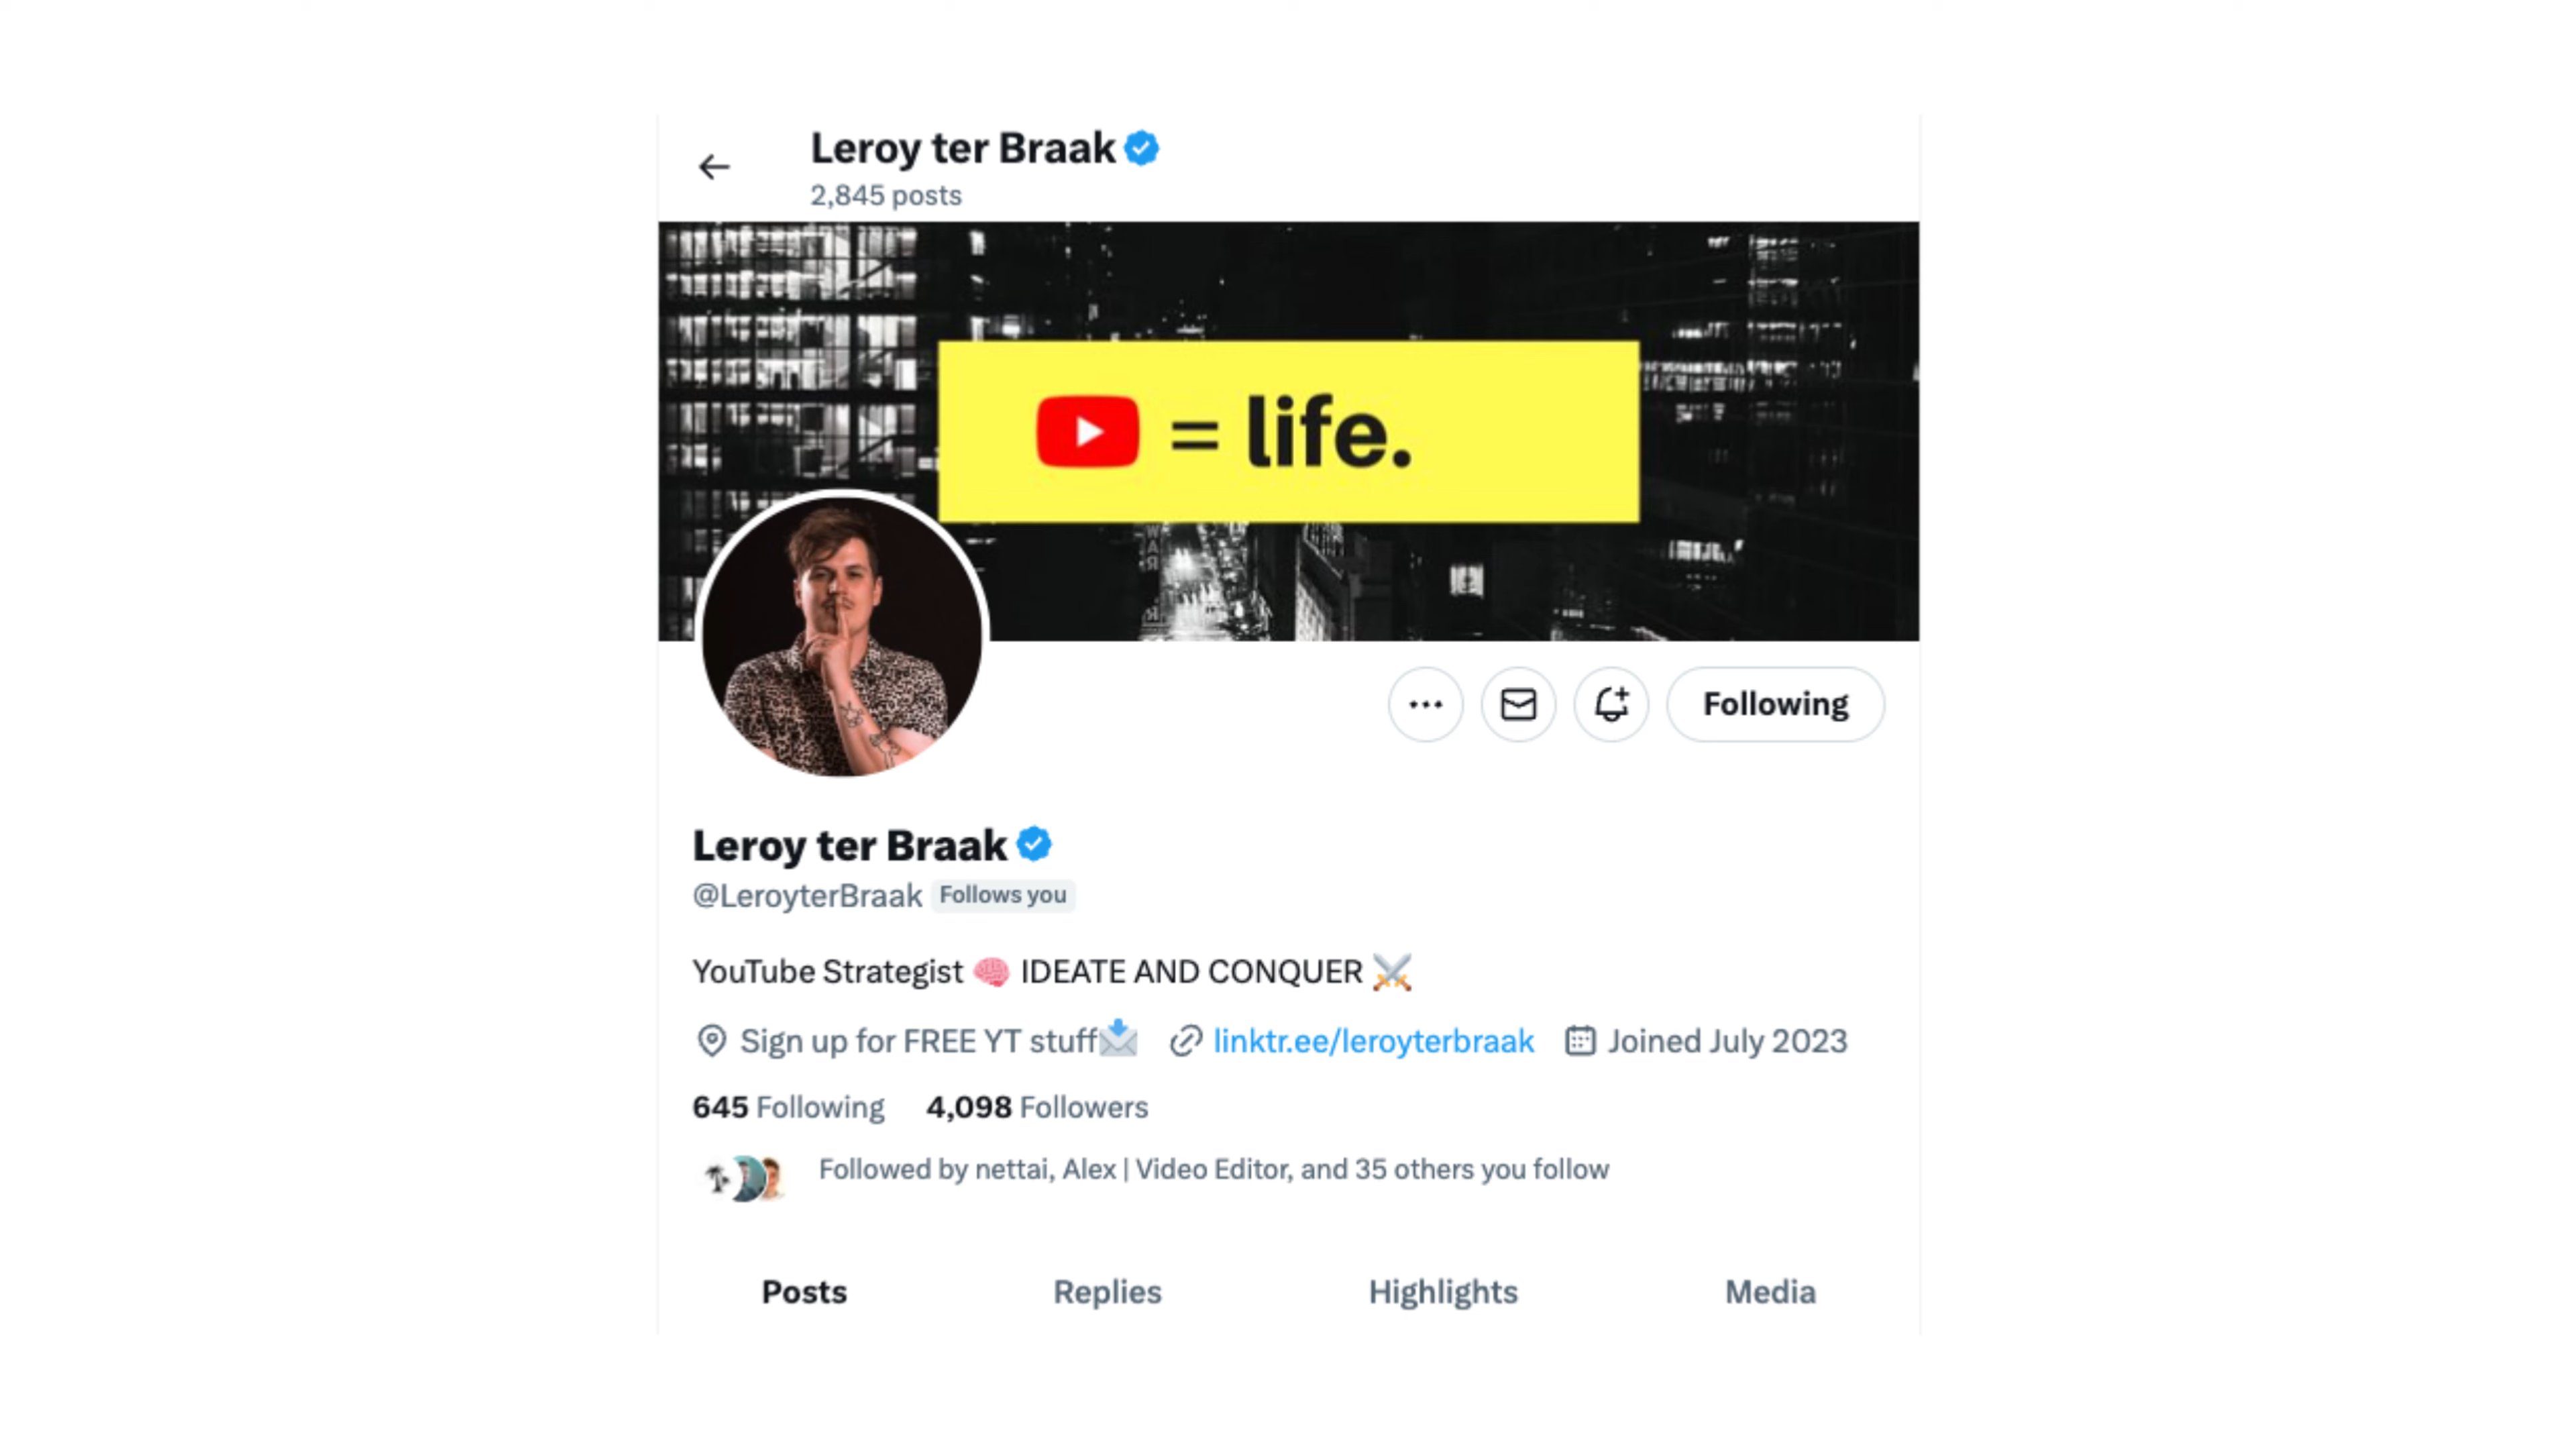 Leroy ter Braak
2,845 posts
= life.
Following
Leroy ter Braak
@LeroyterBraak Follows you
YouTube Strategist 🧠 IDEATE AND CONQUER ⚔️
Sign up for FREE YT stuff📩 linktr.ee/leroyterbraak Joined July 2023
645 Following 4,098 Followers
Followed by nettai, Alex | Video Editor, and 35 others you follow
Posts Replies Highlights Media